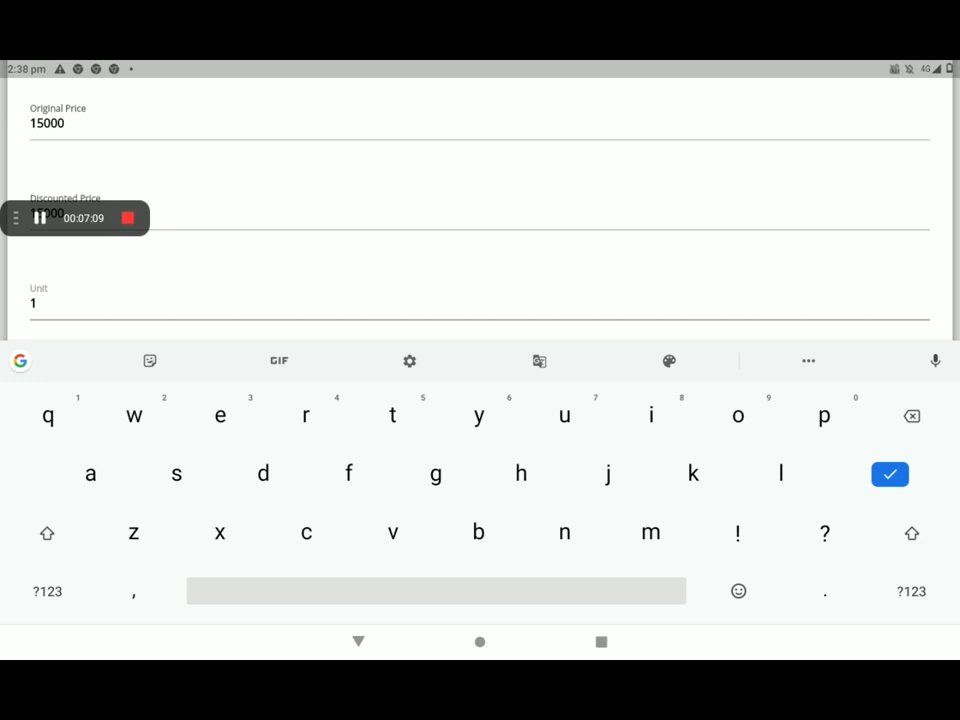 2:38 pm
4G
Original Price
15000
Discounted Price
15000
00:07:09
Unit
1
GIF
1 2 3 4 5 6 7 8 9 0
q w e r t y u i o p
a s d f g h j k l
z x c v b n m ! ?
?123 , . ?123